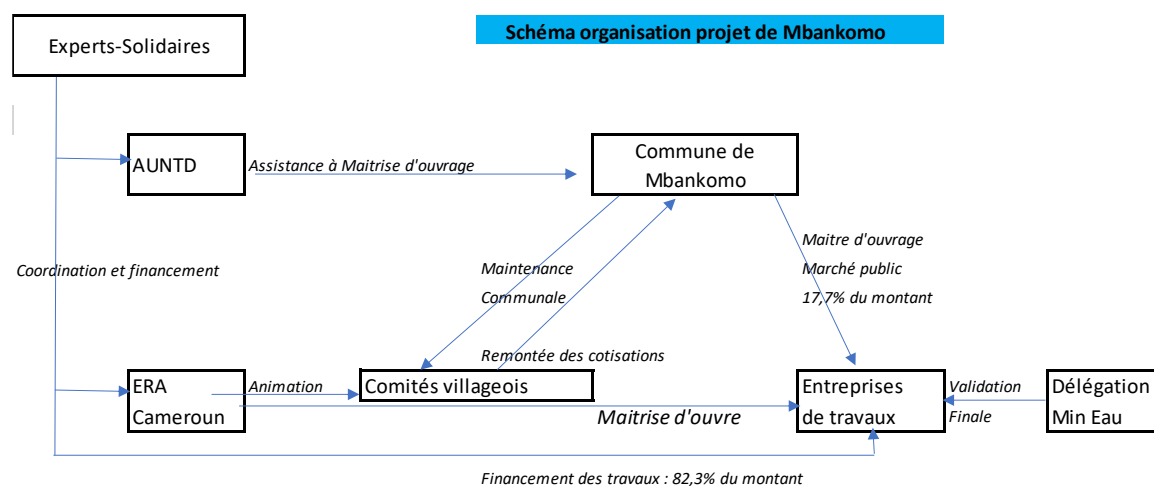 Experts-Solidaires
Schéma organisation projet de Mbankomo
AUNTD
Assistance à Maitrise d'ouvrage
Commune de
Mbankomo
Coordination et financement
Maintenance
Communale
Maitre d'ouvrage
Marché public
17,7% du montant
Remontée des cotisations
ERA
Cameroun
Animation
Comités villageois
Maitrise d'ouvre
Entreprises
de travaux
Validation
Finale
Délégation
Min Eau
Financement des travaux : 82,3% du montant